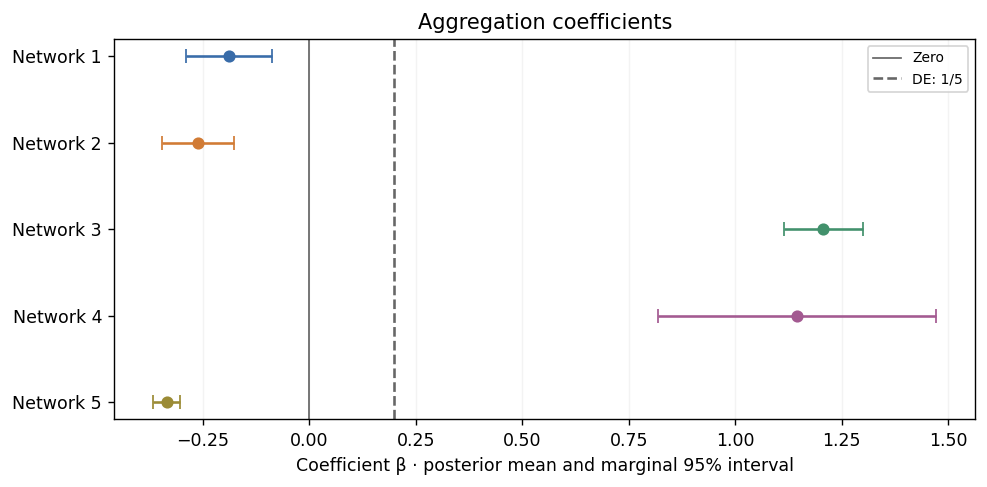 Aggregation coefficients
Network 1
Network 2
Network 3
Network 4
Network 5
Zero
DE: 1/5
−0.25 0.00 0.25 0.50 0.75 1.00 1.25 1.50
Coefficient β · posterior mean and marginal 95% interval